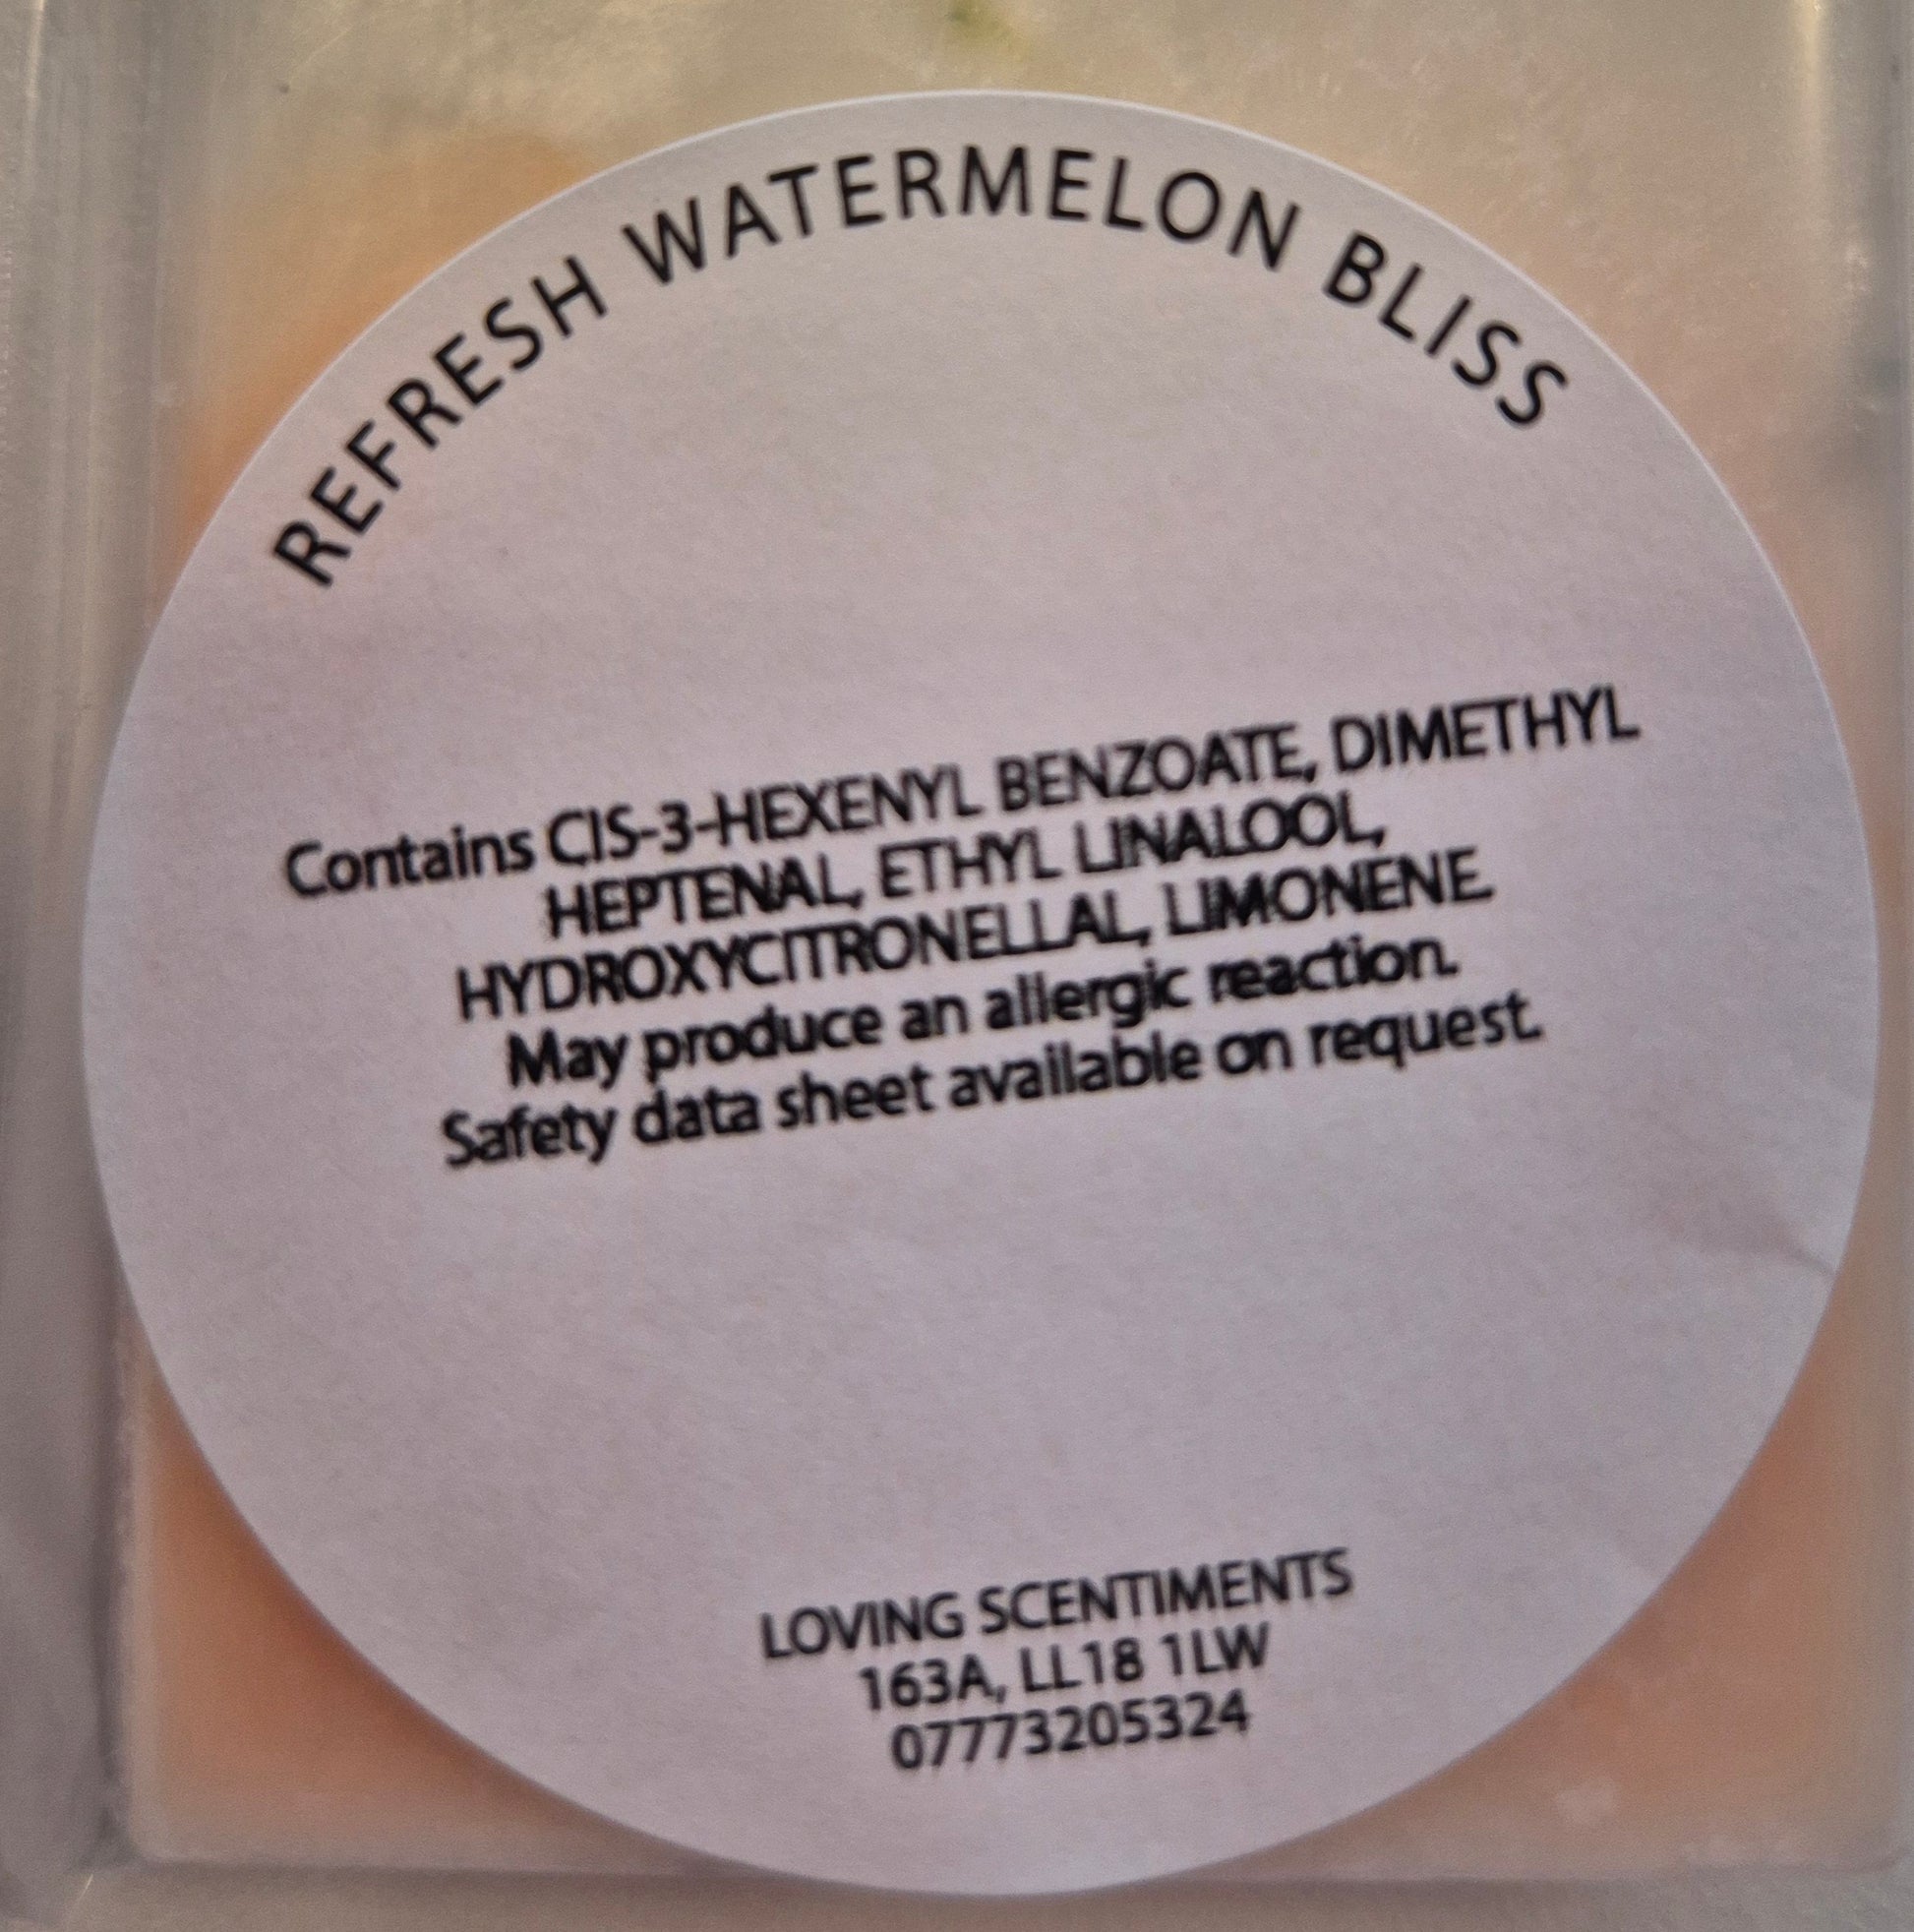 REFRESH WATERMELON BLISS
Contains CIS-3-HEXENYL BENZOATE, DIMETHYL
HEPTENAL, ETHYL LINALOOL,
HYDROXYCITRONELLAL, LIMONENE
May produce an allergic reaction.
Safety data sheet available on request.
LOVING SCENTIMENTS
163A, LL18 1LW
07773205324